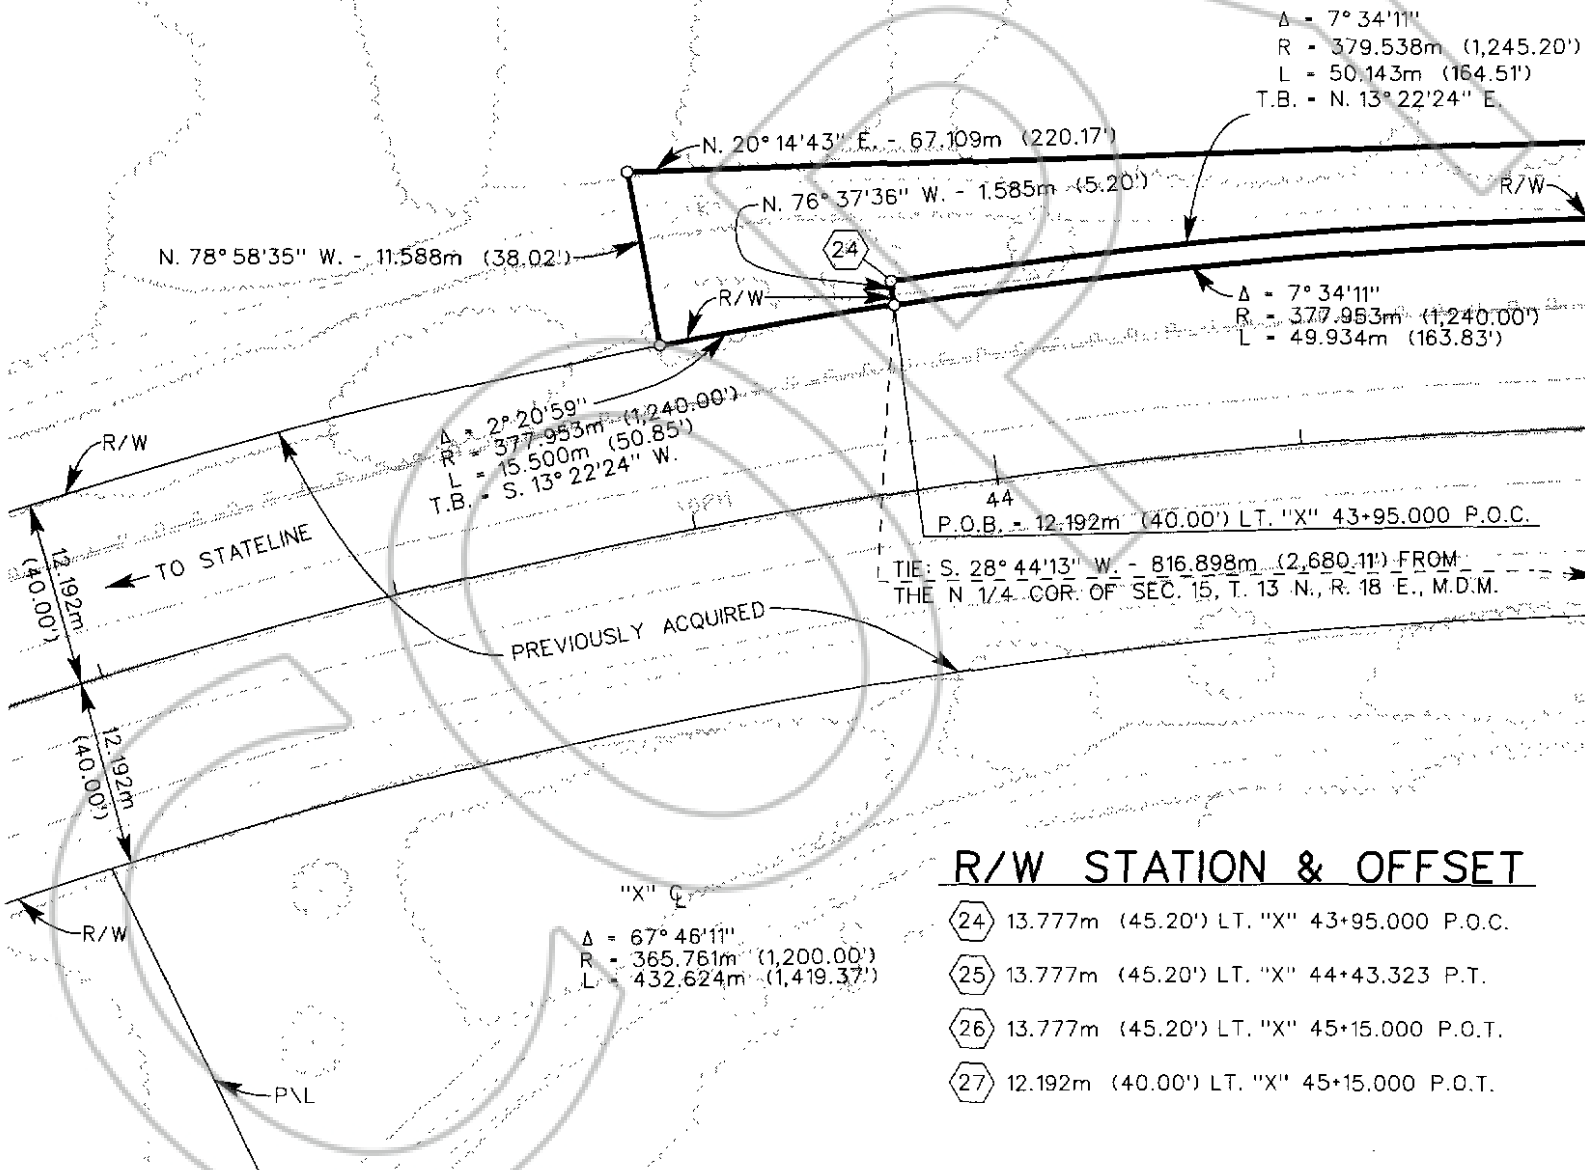 Δ = 7° 34'11"
R = 379.538m (1,245.20')
L = 50.143m (164.51')
T.B. = N. 13° 22'24" E.
N. 20° 14'43" E. - 67.109m (220.17')
N. 76° 37'36" W. - 1.585m (5.20')
R/W
N. 78° 58'35" W. - 11.588m (38.02')
24
R/W
Δ = 7° 34'11"
R = 377.953m (1,240.00')
L = 49.934m (163.83')
Δ = 2° 20'59"
R = 377.953m (1,240.00')
L = 15.500m (50.85')
T.B. = S. 13° 22'24" W.
R/W
44
P.O.B. = 12.192m (40.00') LT. "X" 43+95.000 P.O.C.
TO STATELINE
12.192m
(40.00')
TIE: S. 28° 44'13" W. - 816.898m (2,680.11') FROM
THE N 1/4 COR. OF SEC. 15, T. 13 N., R. 18 E., M.D.M.
PREVIOUSLY ACQUIRED
12.192m
(40.00')
R/W
"X" ℄
Δ = 67° 46'11"
R = 365.761m (1,200.00')
L = 432.624m (1,419.37')
P\L
R/W STATION & OFFSET
24 13.777m (45.20') LT. "X" 43+95.000 P.O.C.
25 13.777m (45.20') LT. "X" 44+43.323 P.T.
26 13.777m (45.20') LT. "X" 45+15.000 P.O.T.
27 12.192m (40.00') LT. "X" 45+15.000 P.O.T.